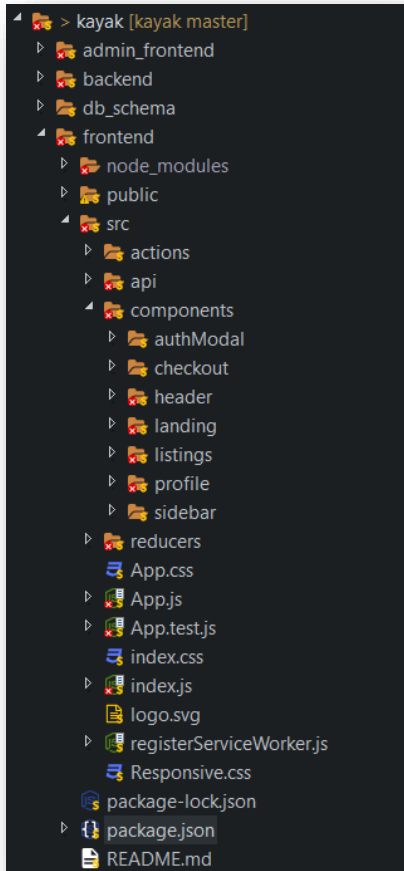 > kayak [kayak master]
admin_frontend
backend
db_schema
frontend
node_modules
public
src
actions
api
components
authModal
checkout
header
landing
listings
profile
sidebar
reducers
App.css
App.js
App.test.js
index.css
index.js
logo.svg
registerServiceWorker.js
Responsive.css
package-lock.json
package.json
README.md